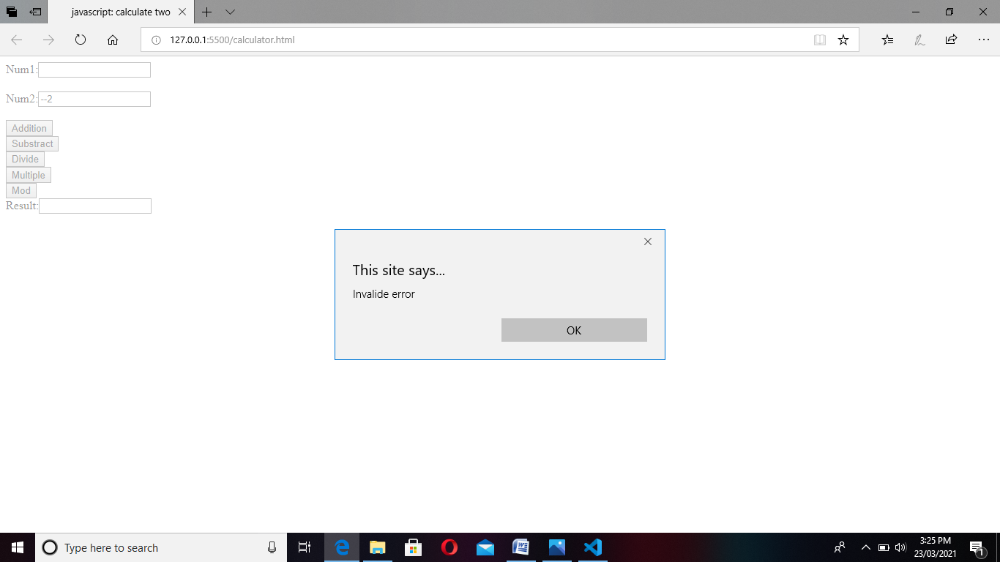 javascript: calculate two
127.0.0.1:5500/calculator.html
Num1:
Num2: --2
Addition
Substract
Divide
Multiple
Mod
Result:
This site says...
Invalide error
OK
Type here to search
3:25 PM
23/03/2021
1